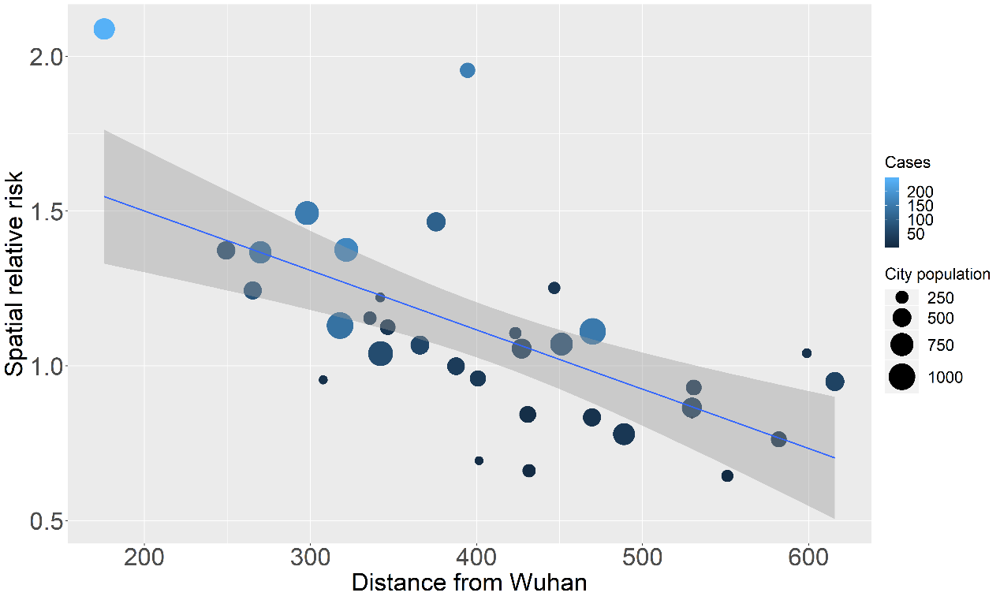 Spatial relative risk
2.0
1.5
1.0
0.5
200 300 400 500 600
Distance from Wuhan
Cases
200
150
100
50
City population
250
500
750
1000